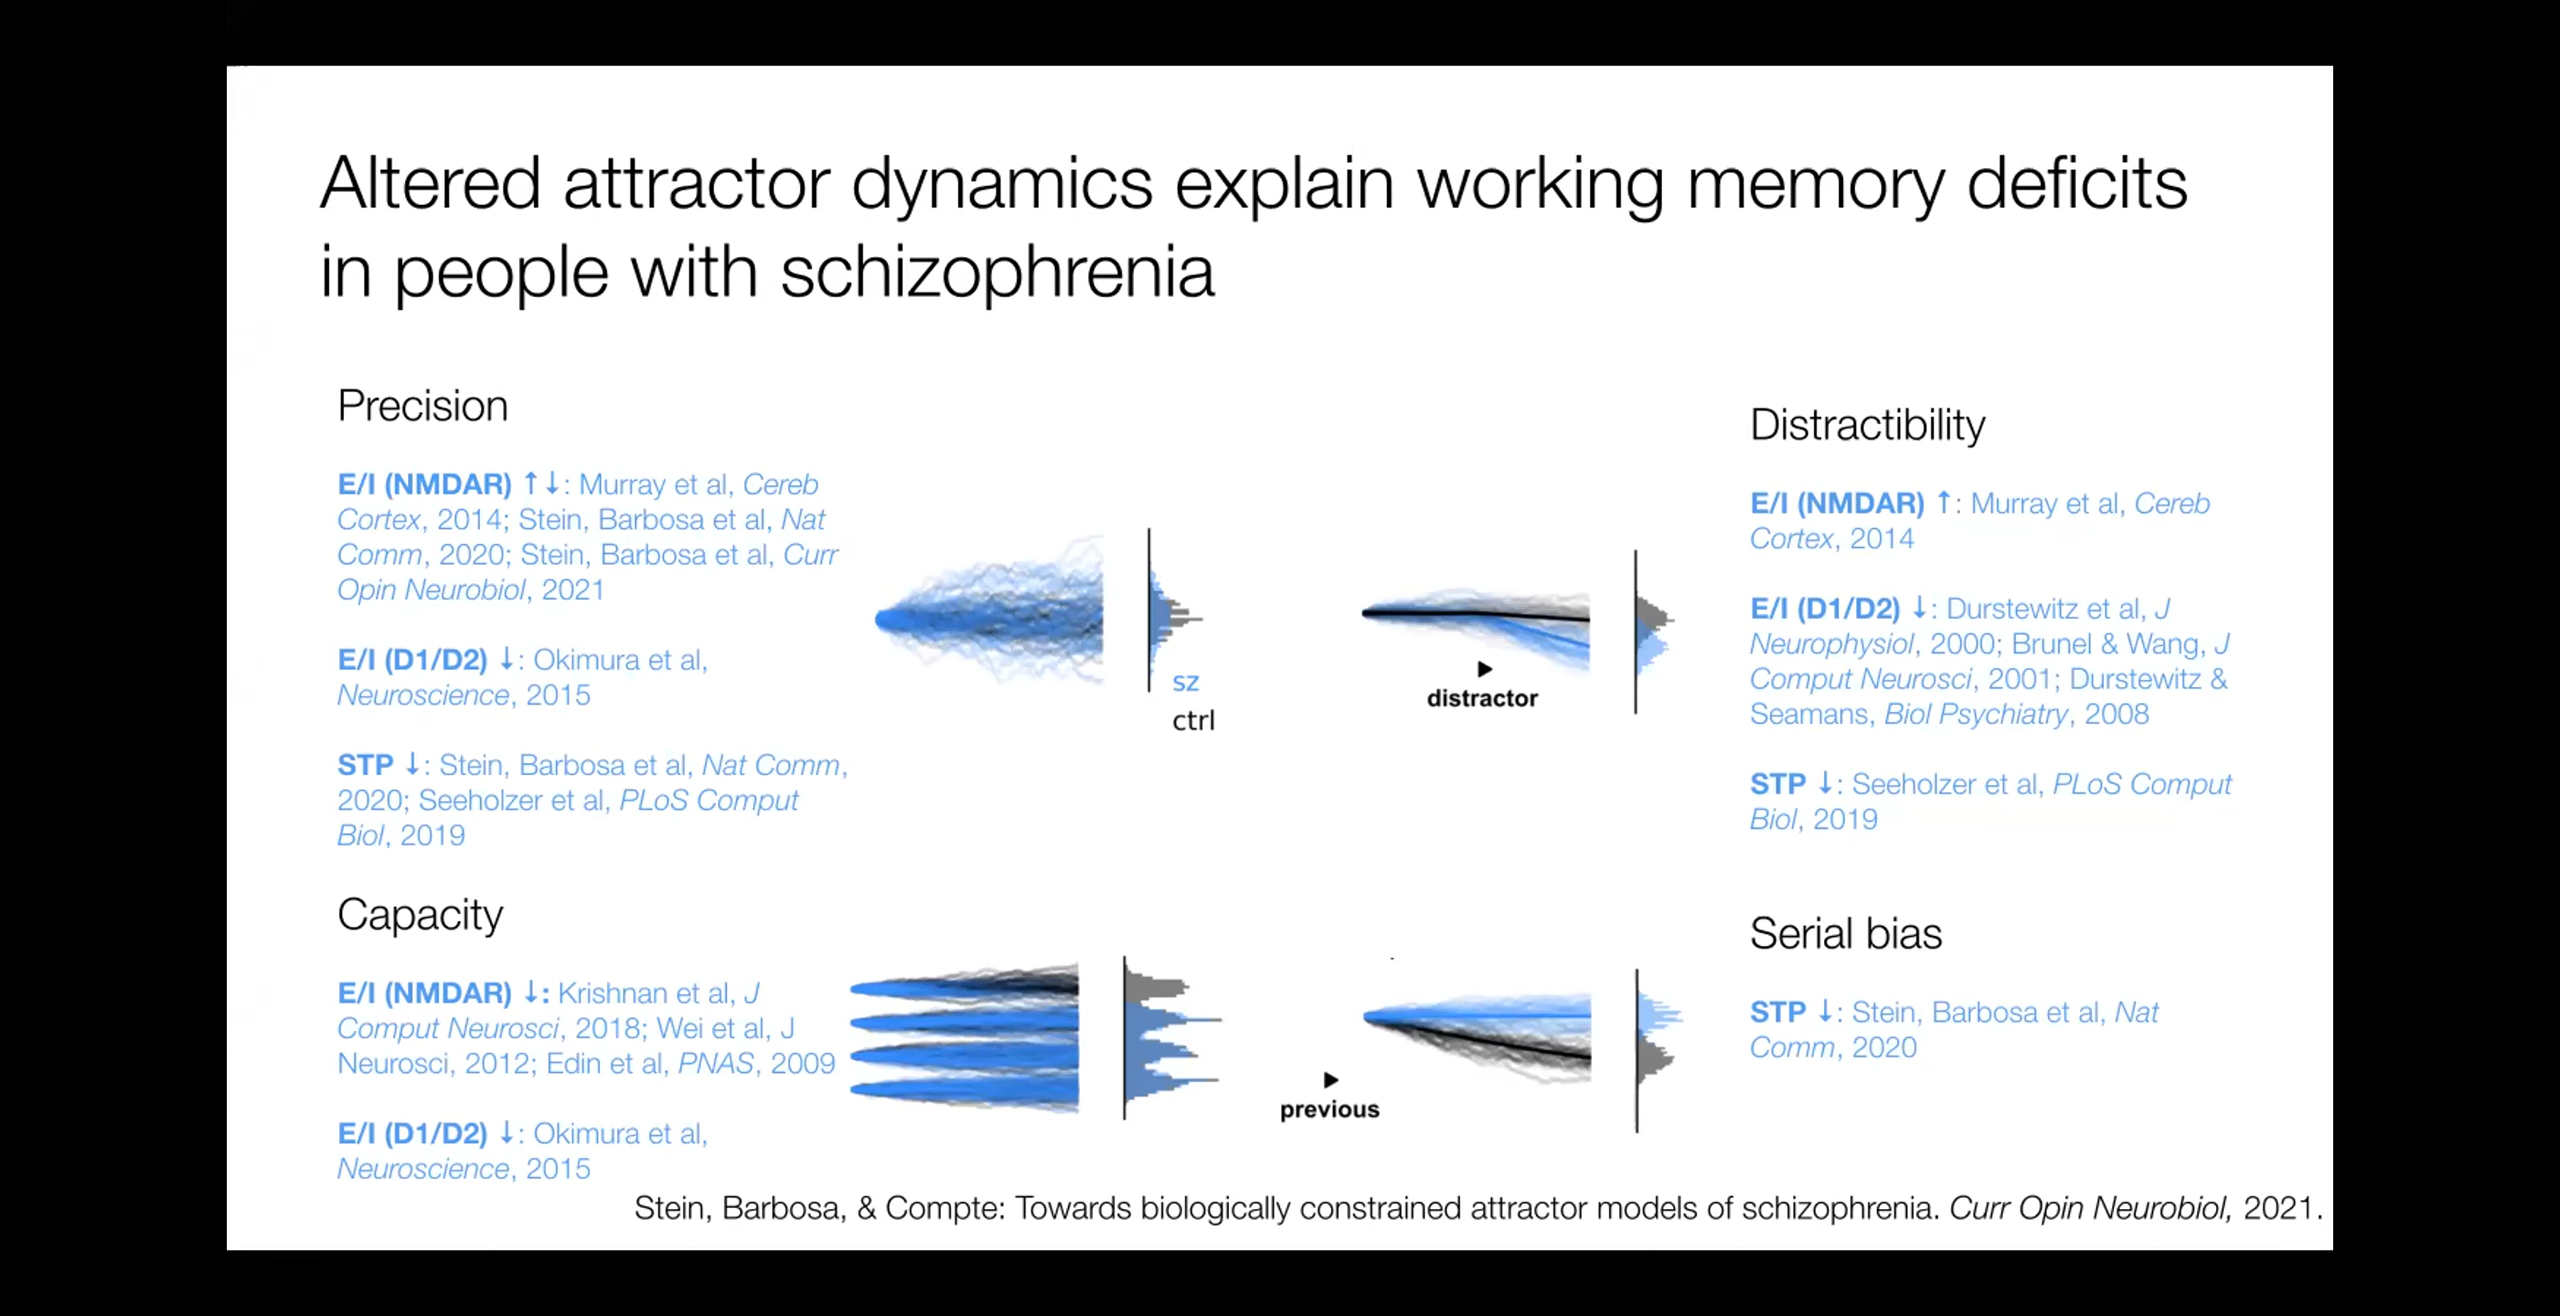 Altered attractor dynamics explain working memory deficits
in people with schizophrenia
Precision
E/I (NMDAR) ↑↓: Murray et al, Cereb
Cortex, 2014; Stein, Barbosa et al, Nat
Comm, 2020; Stein, Barbosa et al, Curr
Opin Neurobiol, 2021
E/I (D1/D2) ↓: Okimura et al,
Neuroscience, 2015
STP ↓: Stein, Barbosa et al, Nat Comm,
2020; Seeholzer et al, PLoS Comput
Biol, 2019
sz
ctrl
Distractibility
E/I (NMDAR) ↑: Murray et al, Cereb
Cortex, 2014
E/I (D1/D2) ↓: Durstewitz et al, J
Neurophysiol, 2000; Brunel & Wang, J
Comput Neurosci, 2001; Durstewitz &
Seamans, Biol Psychiatry, 2008
STP ↓: Seeholzer et al, PLoS Comput
Biol, 2019
distractor
Capacity
E/I (NMDAR) ↓: Krishnan et al, J
Comput Neurosci, 2018; Wei et al, J
Neurosci, 2012; Edin et al, PNAS, 2009
E/I (D1/D2) ↓: Okimura et al,
Neuroscience, 2015
previous
Serial bias
STP ↓: Stein, Barbosa et al, Nat
Comm, 2020
Stein, Barbosa, & Compte: Towards biologically constrained attractor models of schizophrenia. Curr Opin Neurobiol, 2021.